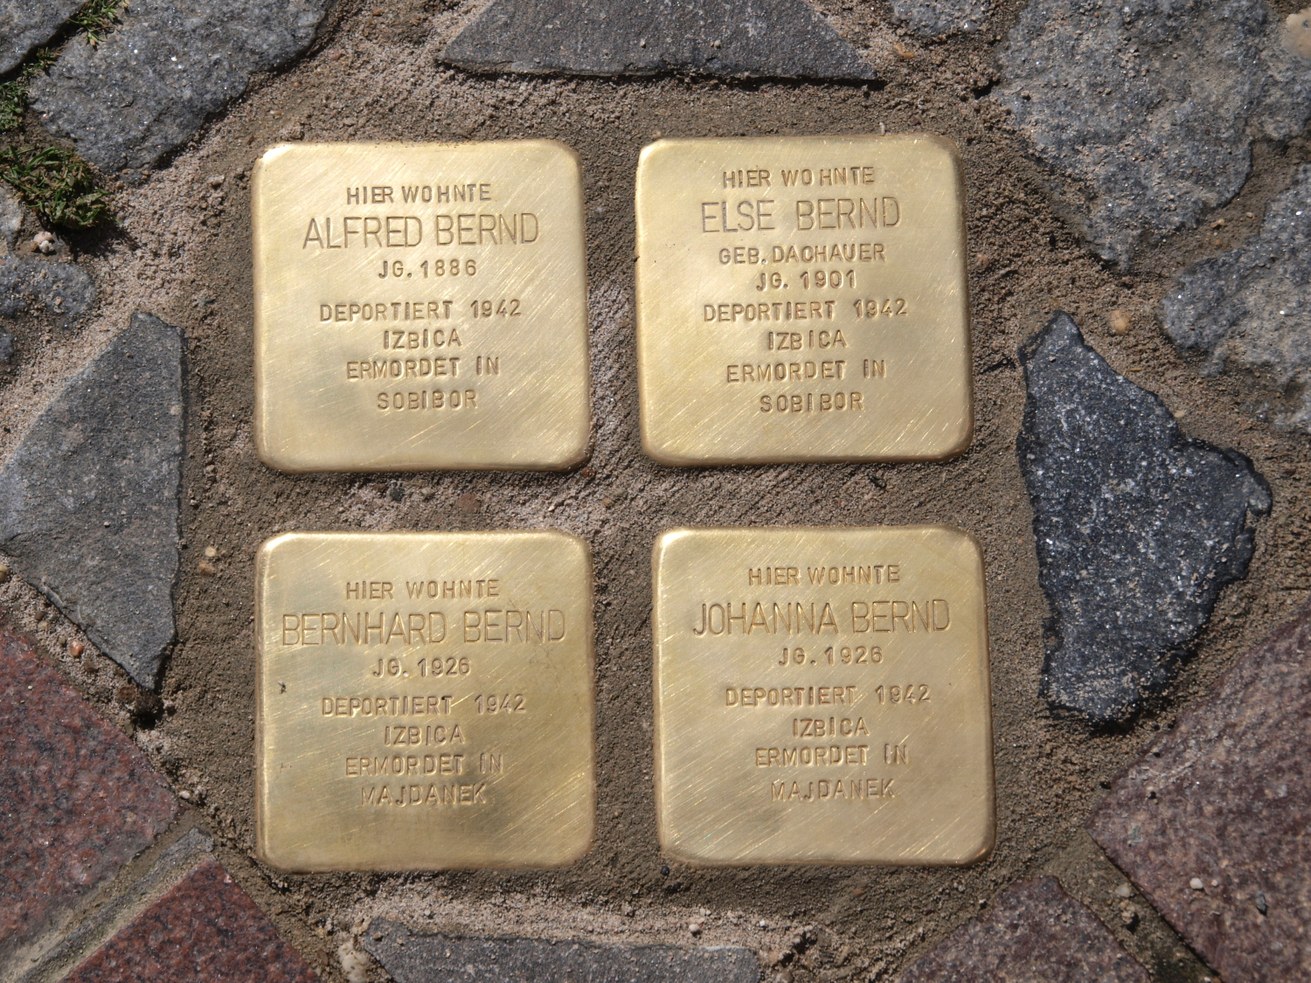 HIER WOHNTE
ALFRED BERND
JG. 1886
DEPORTIERT 1942
IZBICA
ERMORDET IN
SOBIBOR
HIER WOHNTE
ELSE BERND
GEB. DACHAUER
JG. 1901
DEPORTIERT 1942
IZBICA
ERMORDET IN
SOBIBOR
HIER WOHNTE
BERNHARD BERND
JG. 1926
DEPORTIERT 1942
IZBICA
ERMORDET IN
MAJDANEK
HIER WOHNTE
JOHANNA BERND
JG. 1926
DEPORTIERT 1942
IZBICA
ERMORDET IN
MAJDANEK